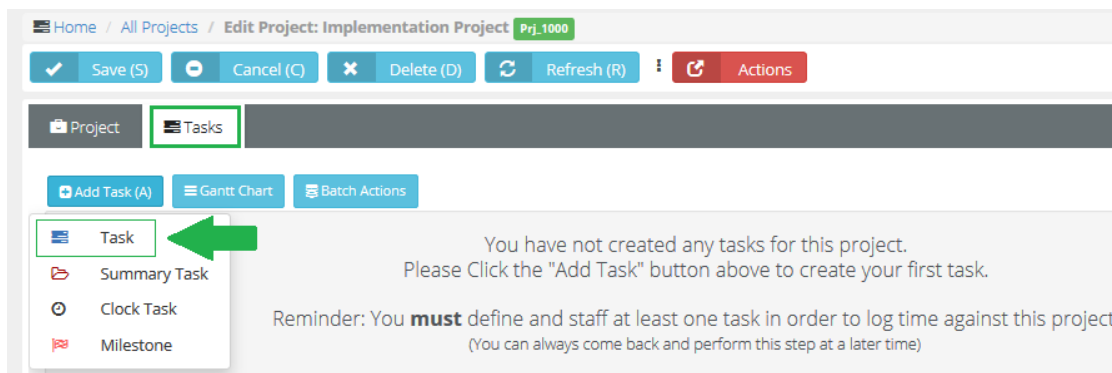 Home / All Projects / Edit Project: Implementation Project Prj_1000
Save (S) Cancel (C) Delete (D) Refresh (R) Actions
Project Tasks
Add Task (A) Gantt Chart Batch Actions
Task
Summary Task
Clock Task
Milestone
You have not created any tasks for this project.
Please Click the "Add Task" button above to create your first task.
Reminder: You must define and staff at least one task in order to log time against this project
(You can always come back and perform this step at a later time)